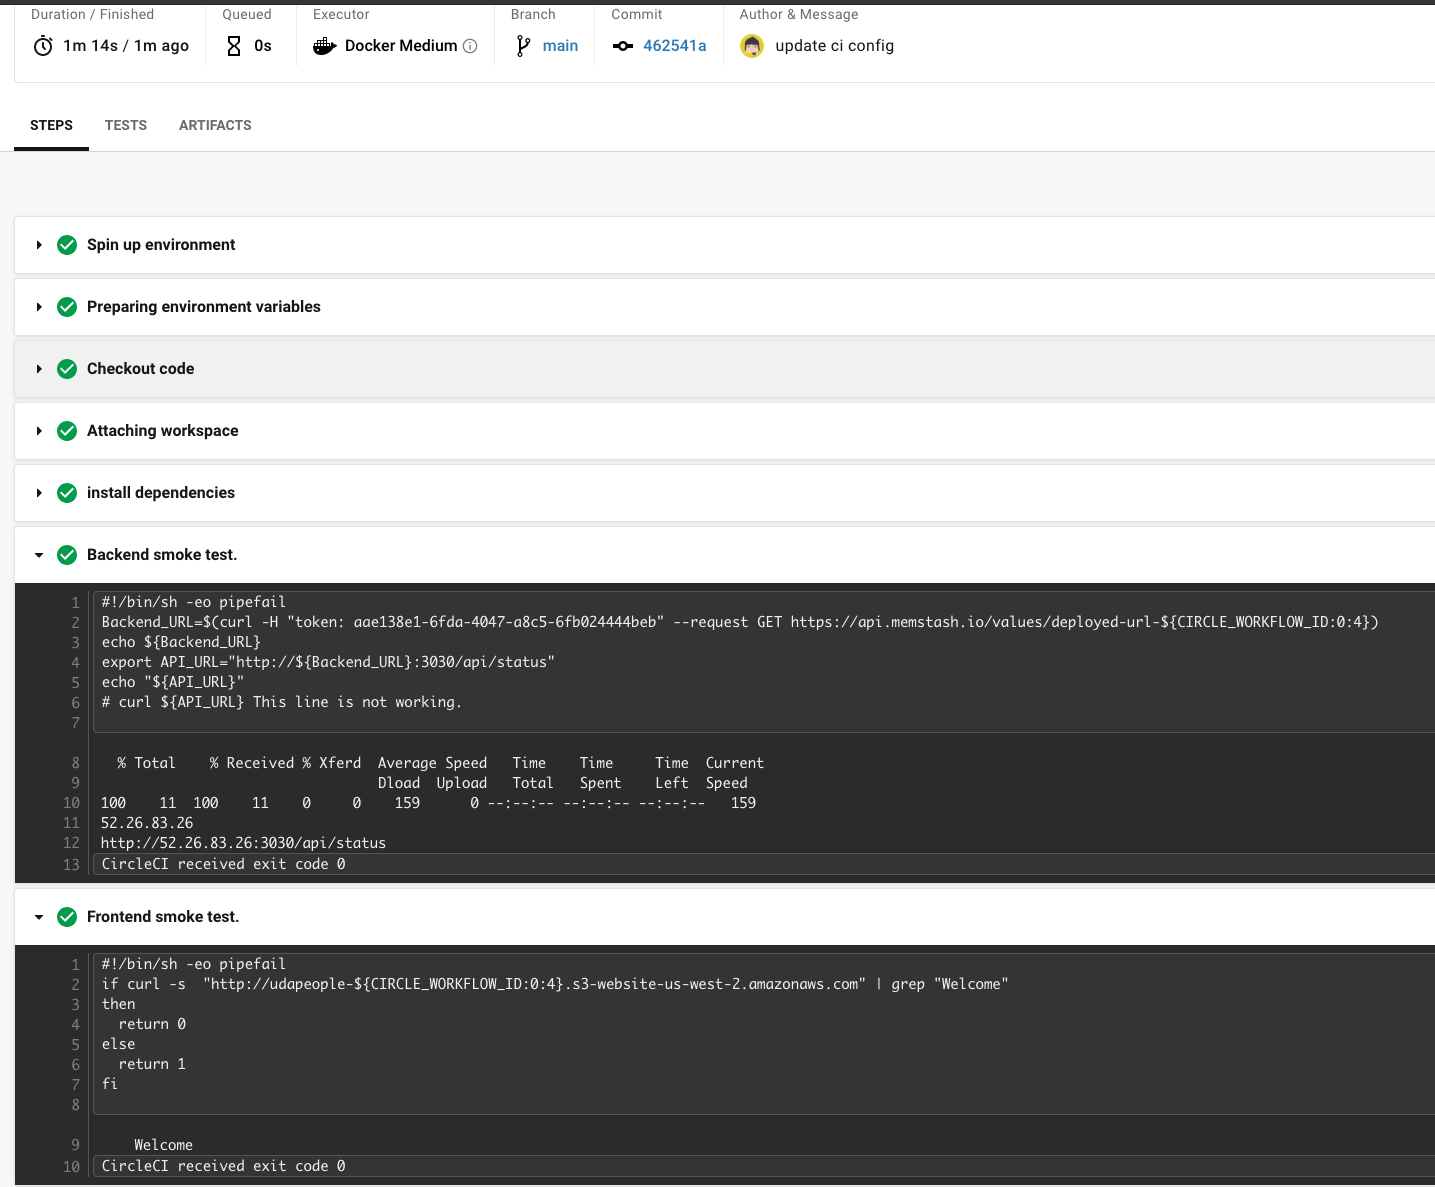 Duration / Finished Queued Executor Branch Commit Author & Message
1m 14s / 1m ago 0s Docker Medium main 462541a update ci config
STEPS TESTS ARTIFACTS
Spin up environment
Preparing environment variables
Checkout code
Attaching workspace
install dependencies
Backend smoke test.
1 #!/bin/sh -eo pipefail
2 Backend_URL=$(curl -H "token: aae138e1-6fda-4047-a8c5-6fb024444beb" --request GET https://api.memstash.io/values/deployed-url-${CIRCLE_WORKFLOW_ID:0:4})
3 echo ${Backend_URL}
4 export API_URL="http://${Backend_URL}:3030/api/status"
5 echo "${API_URL}"
6 # curl ${API_URL} This line is not working.
7
8 % Total % Received % Xferd Average Speed Time Time Time Current
9 Dload Upload Total Spent Left Speed
10 100 11 100 11 0 0 159 0 --:--:-- --:--:-- --:--:-- 159
11 52.26.83.26
12 http://52.26.83.26:3030/api/status
13 CircleCI received exit code 0
Frontend smoke test.
1 #!/bin/sh -eo pipefail
2 if curl -s "http://udapeople-${CIRCLE_WORKFLOW_ID:0:4}.s3-website-us-west-2.amazonaws.com" | grep "Welcome"
3 then
4 return 0
5 else
6 return 1
7 fi
8
9 Welcome
10 CircleCI received exit code 0